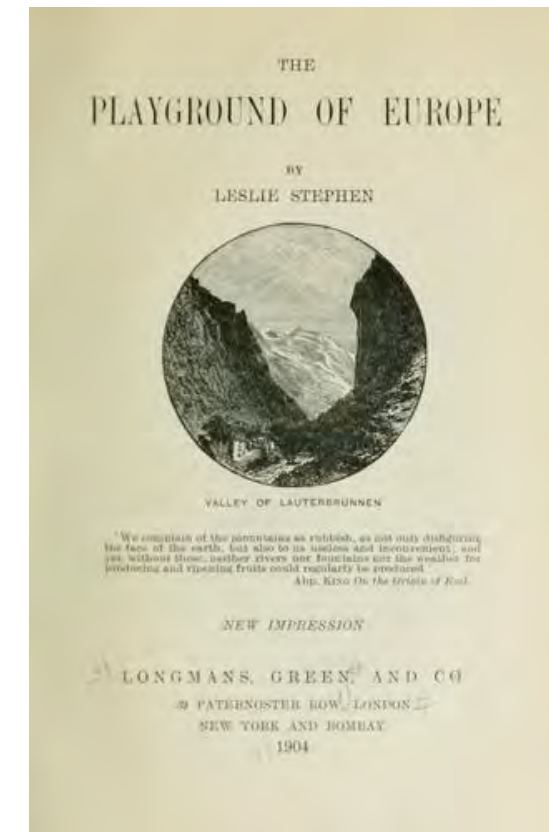 THE
PLAYGROUND OF EUROPE
BY
LESLIE STEPHEN
VALLEY OF LAUTERBRUNNEN
'We complain of the mountains as rubbish, as not only disfiguring
the face of the earth, but also to us useless and inconvenient; and
yet, without these, neither rivers nor fountains nor the weather for
producing and ripening fruits could regularly be produced'
Abp. King On the Origin of Evil.
NEW IMPRESSION
LONGMANS, GREEN, AND CO
39 PATERNOSTER ROW, LONDON
NEW YORK AND BOMBAY
1904